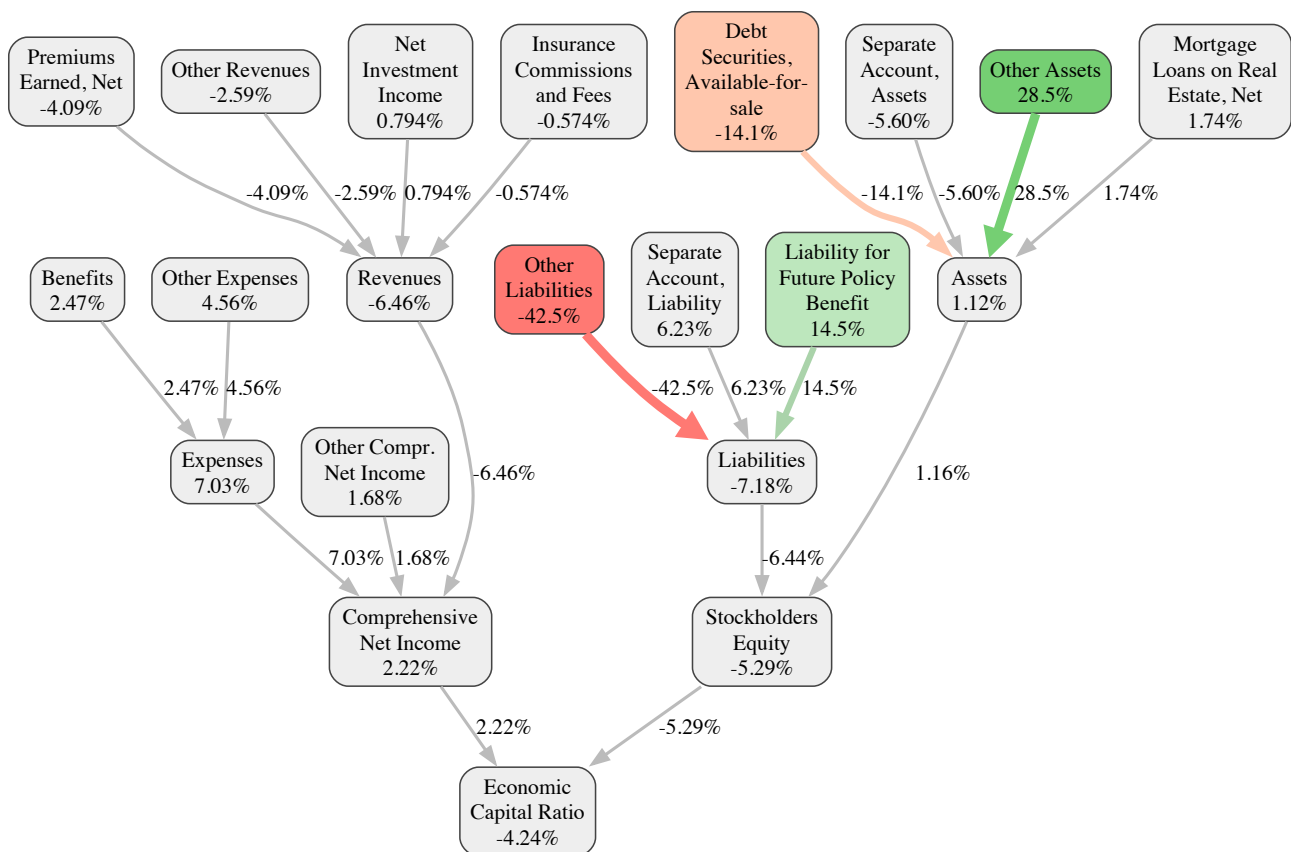 Premiums
Earned, Net
-4.09%
Other Revenues
-2.59%
Net
Investment
Income
0.794%
Insurance
Commissions
and Fees
-0.574%
Debt
Securities,
Available-for-
sale
-14.1%
Separate
Account,
Assets
-5.60%
Other Assets
28.5%
Mortgage
Loans on Real
Estate, Net
1.74%
-4.09%
-2.59%
0.794%
-0.574%
-14.1%
-5.60%
28.5%
1.74%
Benefits
2.47%
Other Expenses
4.56%
Revenues
-6.46%
Other
Liabilities
-42.5%
Separate
Account,
Liability
6.23%
Liability for
Future Policy
Benefit
14.5%
Assets
1.12%
2.47%
4.56%
-42.5%
6.23%
14.5%
Expenses
7.03%
Other Compr.
Net Income
1.68%
-6.46%
Liabilities
-7.18%
1.16%
7.03%
1.68%
-6.44%
Comprehensive
Net Income
2.22%
Stockholders
Equity
-5.29%
2.22%
-5.29%
Economic
Capital Ratio
-4.24%